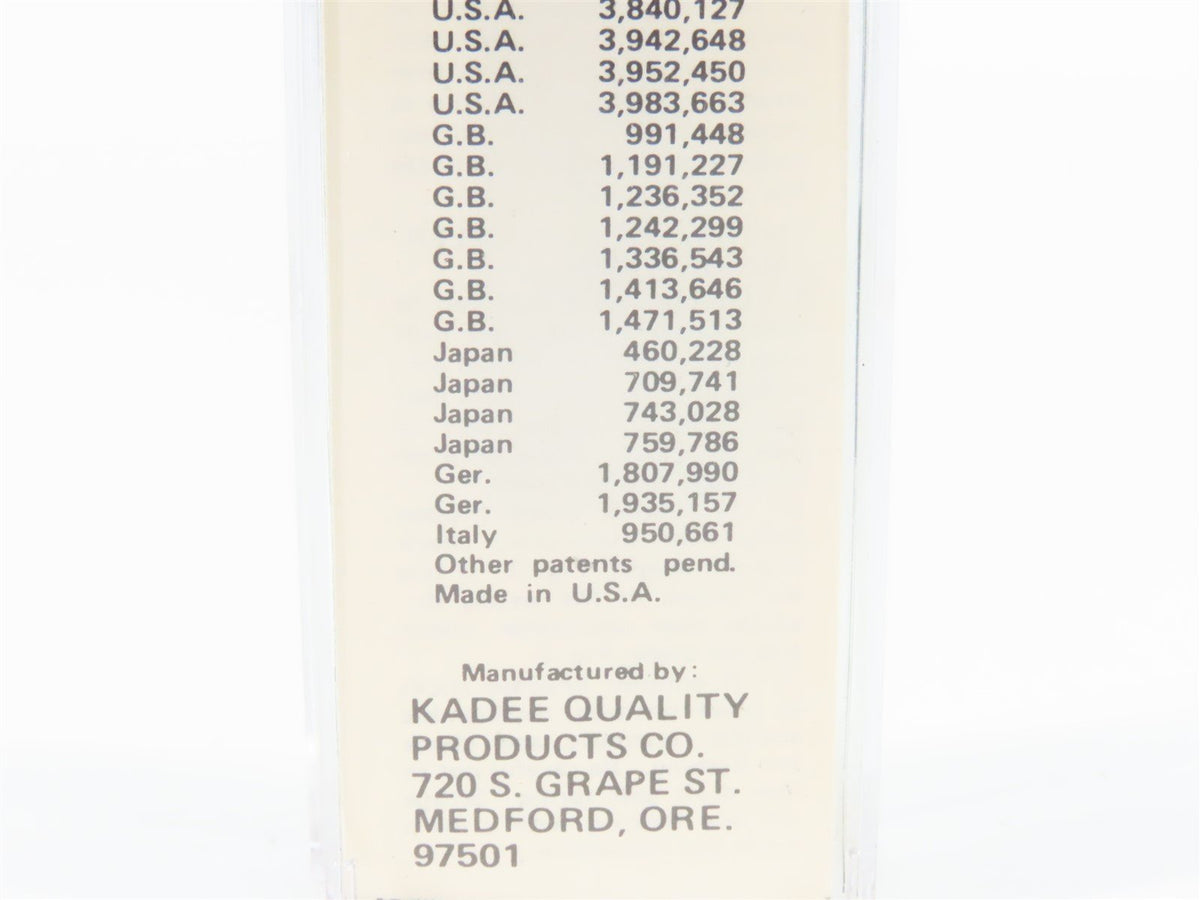 U.S.A. 3,840,127
U.S.A. 3,942,648
U.S.A. 3,952,450
U.S.A. 3,983,663
G.B. 991,448
G.B. 1,191,227
G.B. 1,236,352
G.B. 1,242,299
G.B. 1,336,543
G.B. 1,413,646
G.B. 1,471,513
Japan 460,228
Japan 709,741
Japan 743,028
Japan 759,786
Ger. 1,807,990
Ger. 1,935,157
Italy 950,661
Other patents pend.
Made in U.S.A.
Manufactured by:
KADEE QUALITY
PRODUCTS CO.
720 S. GRAPE ST.
MEDFORD, ORE.
97501